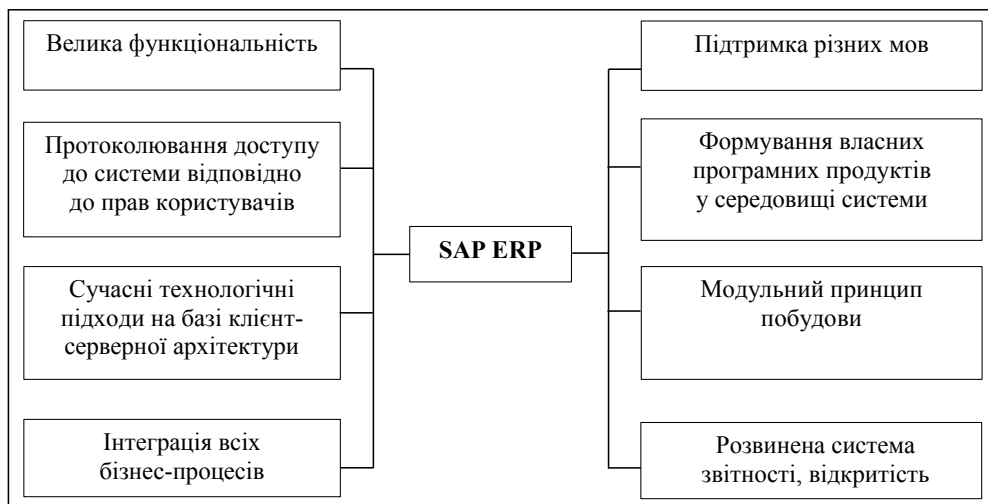 Велика функціональність
Протоколювання доступу
до системи відповідно
до прав користувачів
Сучасні технологічні
підходи на базі клієнт-
серверної архітектури
Інтеграція всіх
бізнес-процесів
SAP ERP
Підтримка різних мов
Формування власних
програмних продуктів
у середовищі системи
Модульний принцип
побудови
Розвинена система
звітності, відкритість